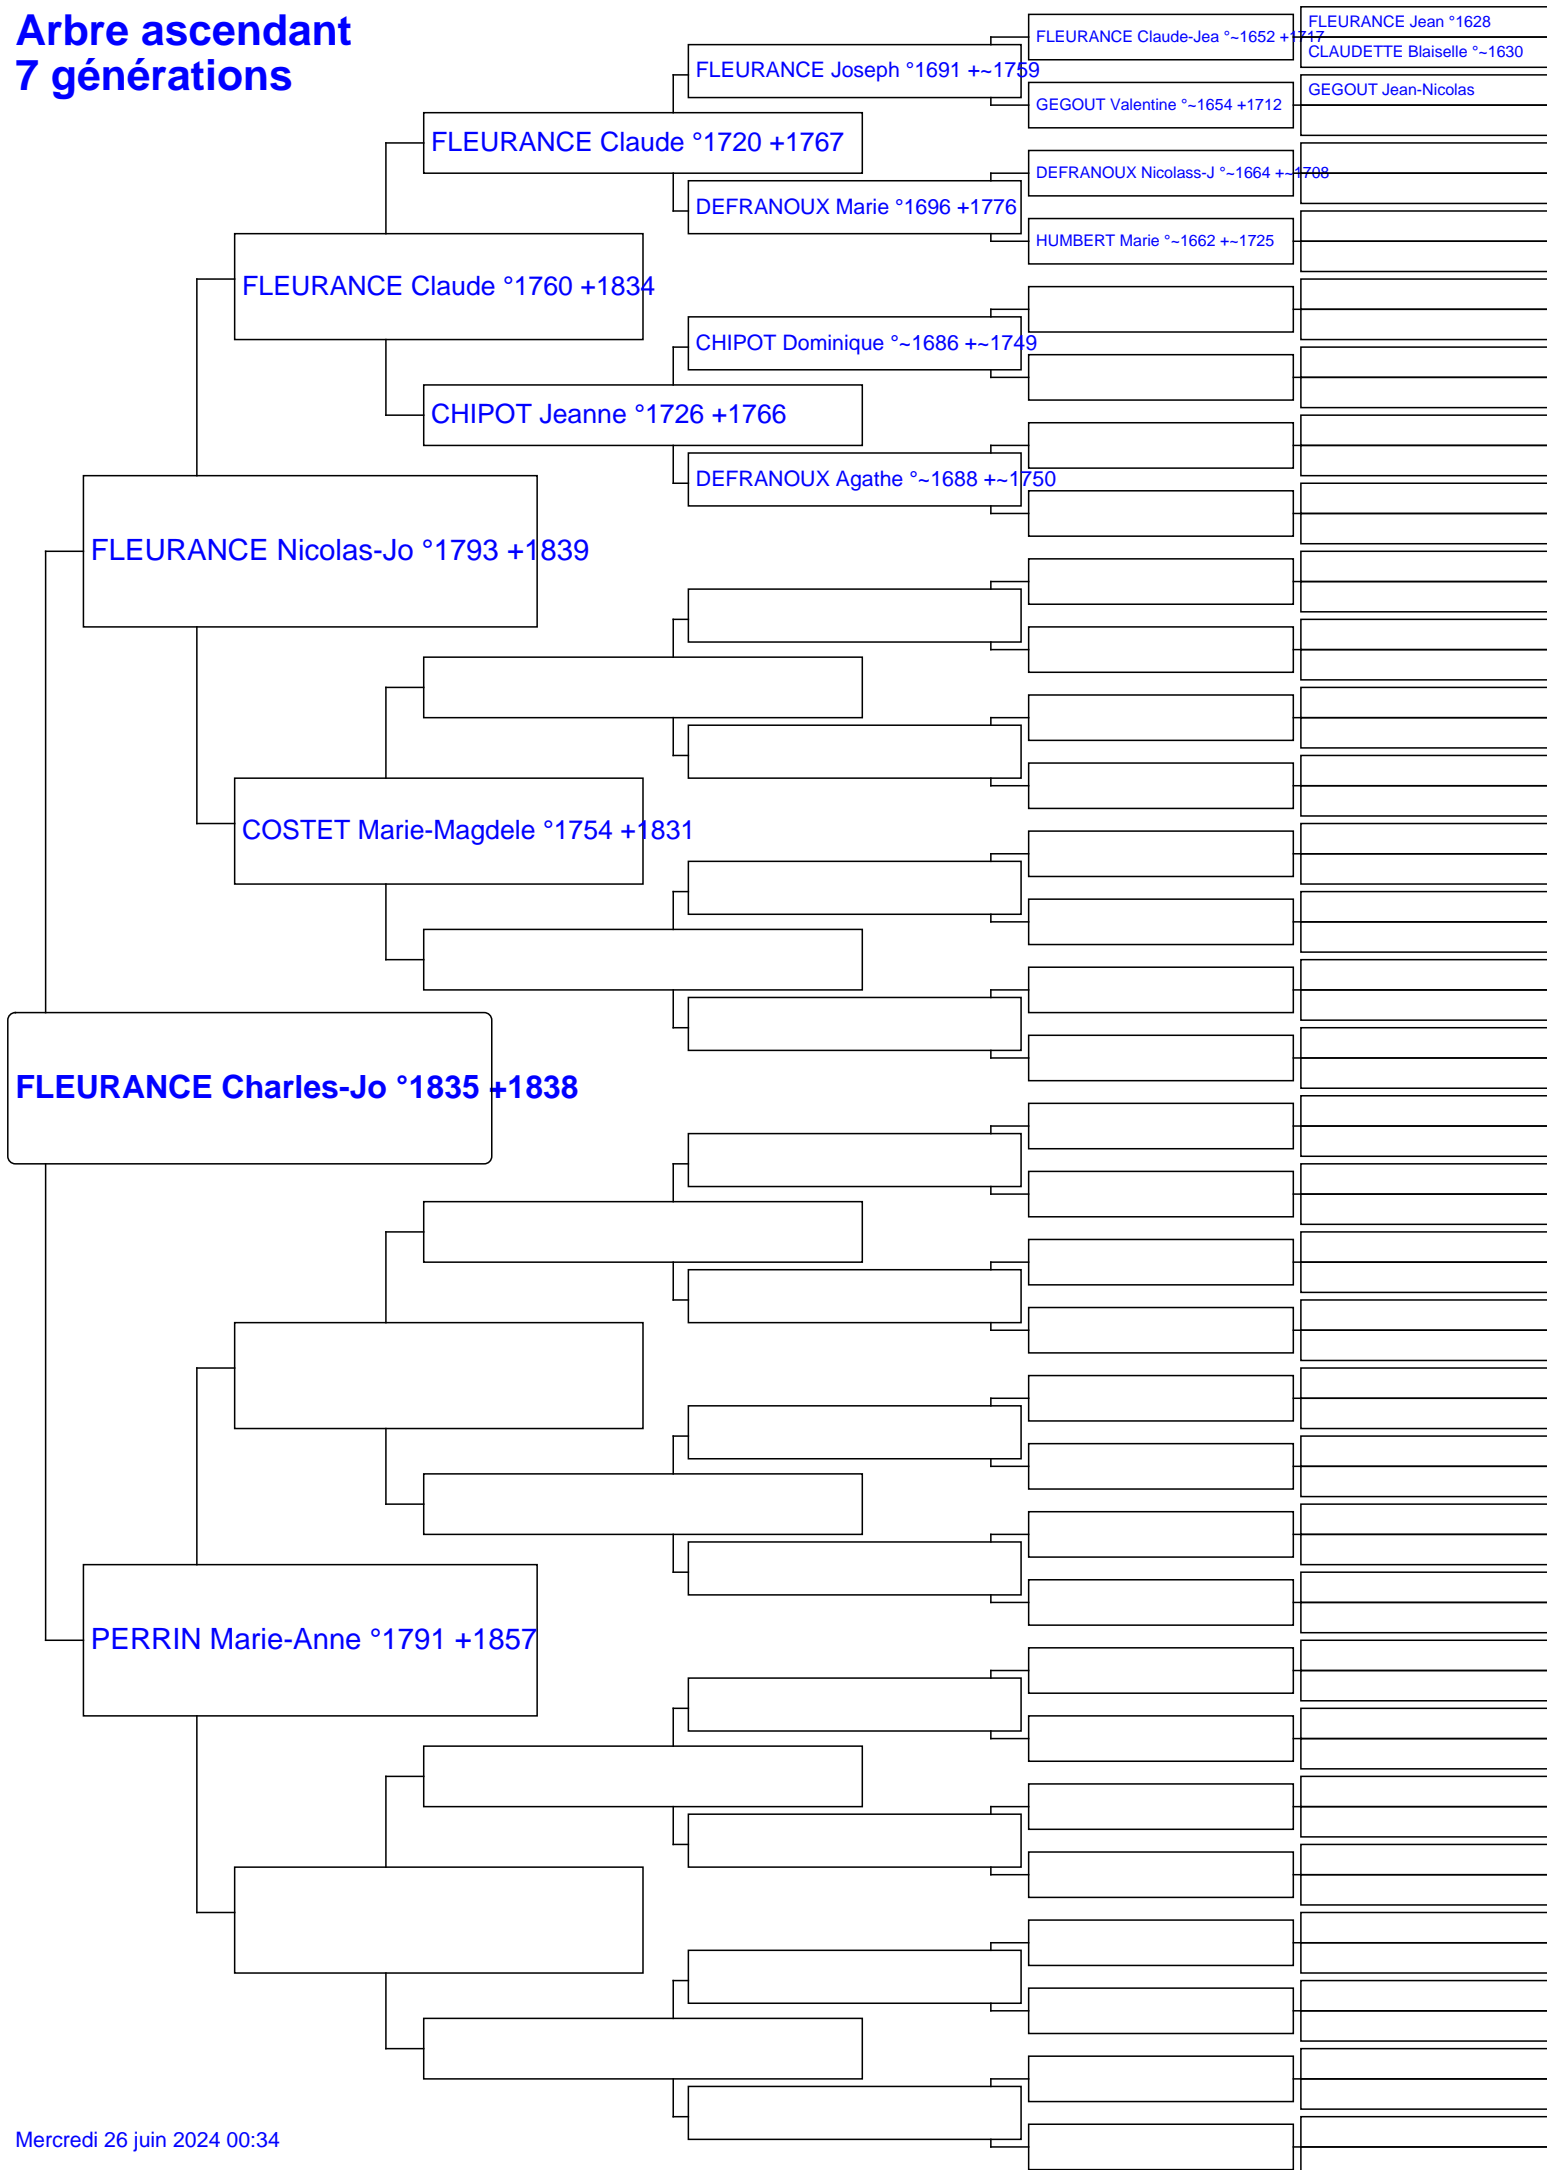 Arbre ascendant
7 générations
FLEURANCE Jean °1628
FLEURANCE Claude-Jea °~1652 +1717
CLAUDETTE Blaiselle °~1630
FLEURANCE Joseph °1691 +~1759
GEGOUT Jean-Nicolas
GEGOUT Valentine °~1654 +1712
FLEURANCE Claude °1720 +1767
DEFRANOUX Nicolass-J °~1664 +~1708
DEFRANOUX Marie °1696 +1776
HUMBERT Marie °~1662 +~1725
FLEURANCE Claude °1760 +1834
CHIPOT Dominique °~1686 +~1749
CHIPOT Jeanne °1726 +1766
DEFRANOUX Agathe °~1688 +~1750
FLEURANCE Nicolas-Jo °1793 +1839
COSTET Marie-Magdele °1754 +1831
FLEURANCE Charles-Jo °1835 +1838
PERRIN Marie-Anne °1791 +1857
Mercredi 26 juin 2024 00:34